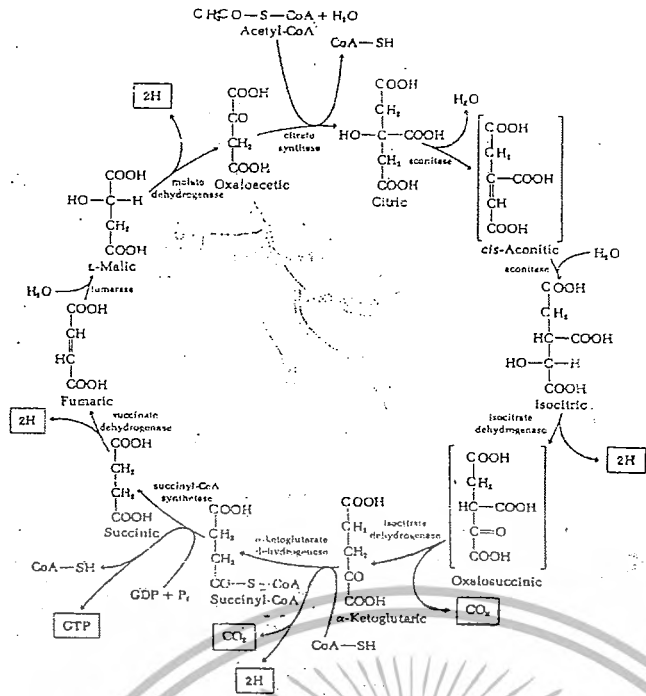 CH₃CO—S—CoA + H₂O
Acetyl-CoA
CoA—SH
2H
COOH
CO
CH₂
COOH
Oxaloecetic
citrate
synthase
COOH
CH₂
HO—C—COOH
CH₂
COOH
Citric
H₂O
aconitase
COOH
CH₂
C—COOH
CH
COOH
cis-Aconitic
aconitase
H₂O
malate
dehydrogenase
COOH
HO—C—H
CH₂
COOH
L-Malic
H₂O
fumarase
COOH
CH
HC
COOH
Fumaric
COOH
CH₂
HC—COOH
HO—C—H
COOH
Isocitric
isocitrate
dehydrogenase
2H
2H
succinate
dehydrogenase
COOH
CH₂
CH₂
COOH
Succinic
succinyl-CoA
synthetase
COOH
CH₂
CH₂
CO—S—CoA
Succinyl-CoA
α-Ketoglutarate
dehydrogenase
COOH
CH₂
CH₂
CO
COOH
α-Ketoglutaric
isocitrate
dehydrogenase
COOH
CH₂
HC—COOH
C=O
COOH
Oxalosuccinic
CoA—SH
GDP + Pᵢ
GTP
CO₂
CO₂
CoA—SH
2H